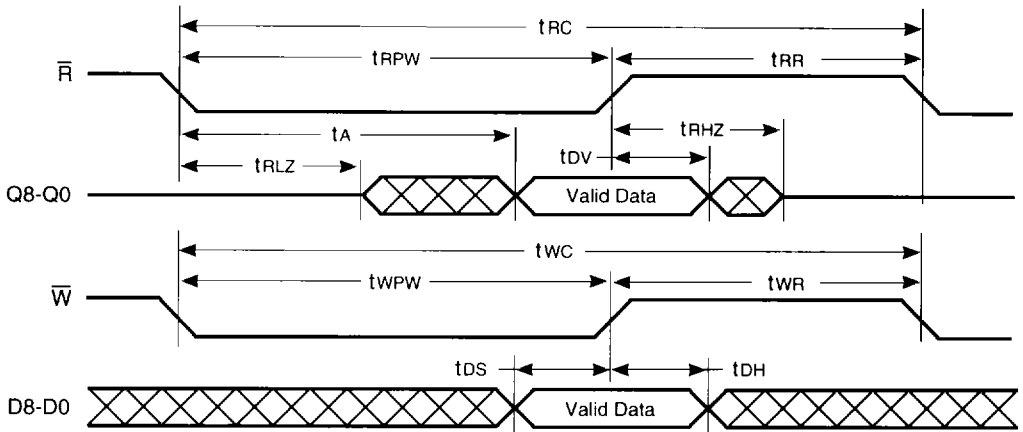 tRC
tRPW
tRR
R̅
tA
tRHZ
tDV
tRLZ
Q8-Q0
Valid Data
tWC
tWPW
tWR
W̅
tDS
tDH
D8-D0
Valid Data